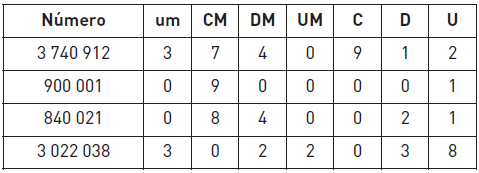 Número um CM DM UM C D U
3 740 912 3 7 4 0 9 1 2
900 001 0 9 0 0 0 0 1
840 021 0 8 4 0 0 2 1
3 022 038 3 0 2 2 0 3 8